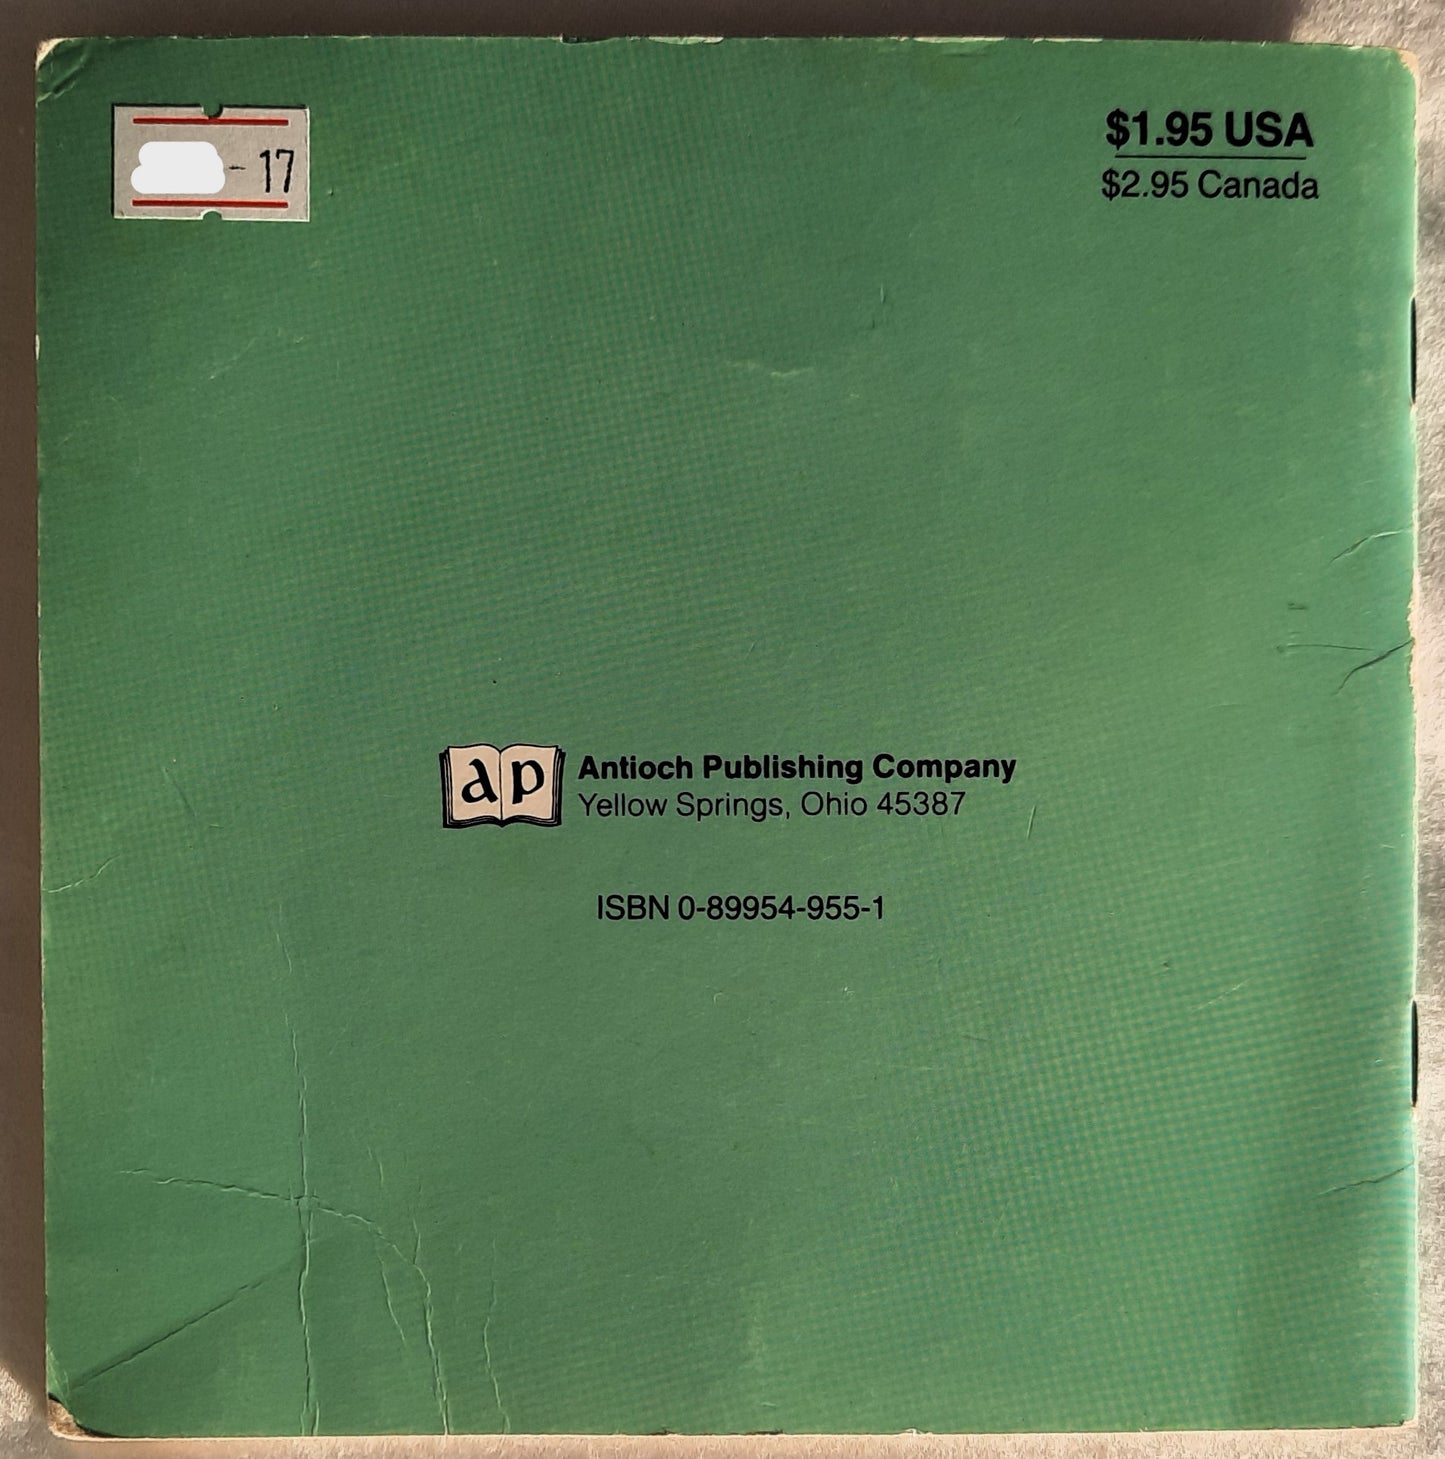 - 17
$1.95 USA
$2.95 Canada
ap
Antioch Publishing Company
Yellow Springs, Ohio 45387
ISBN 0-89954-955-1